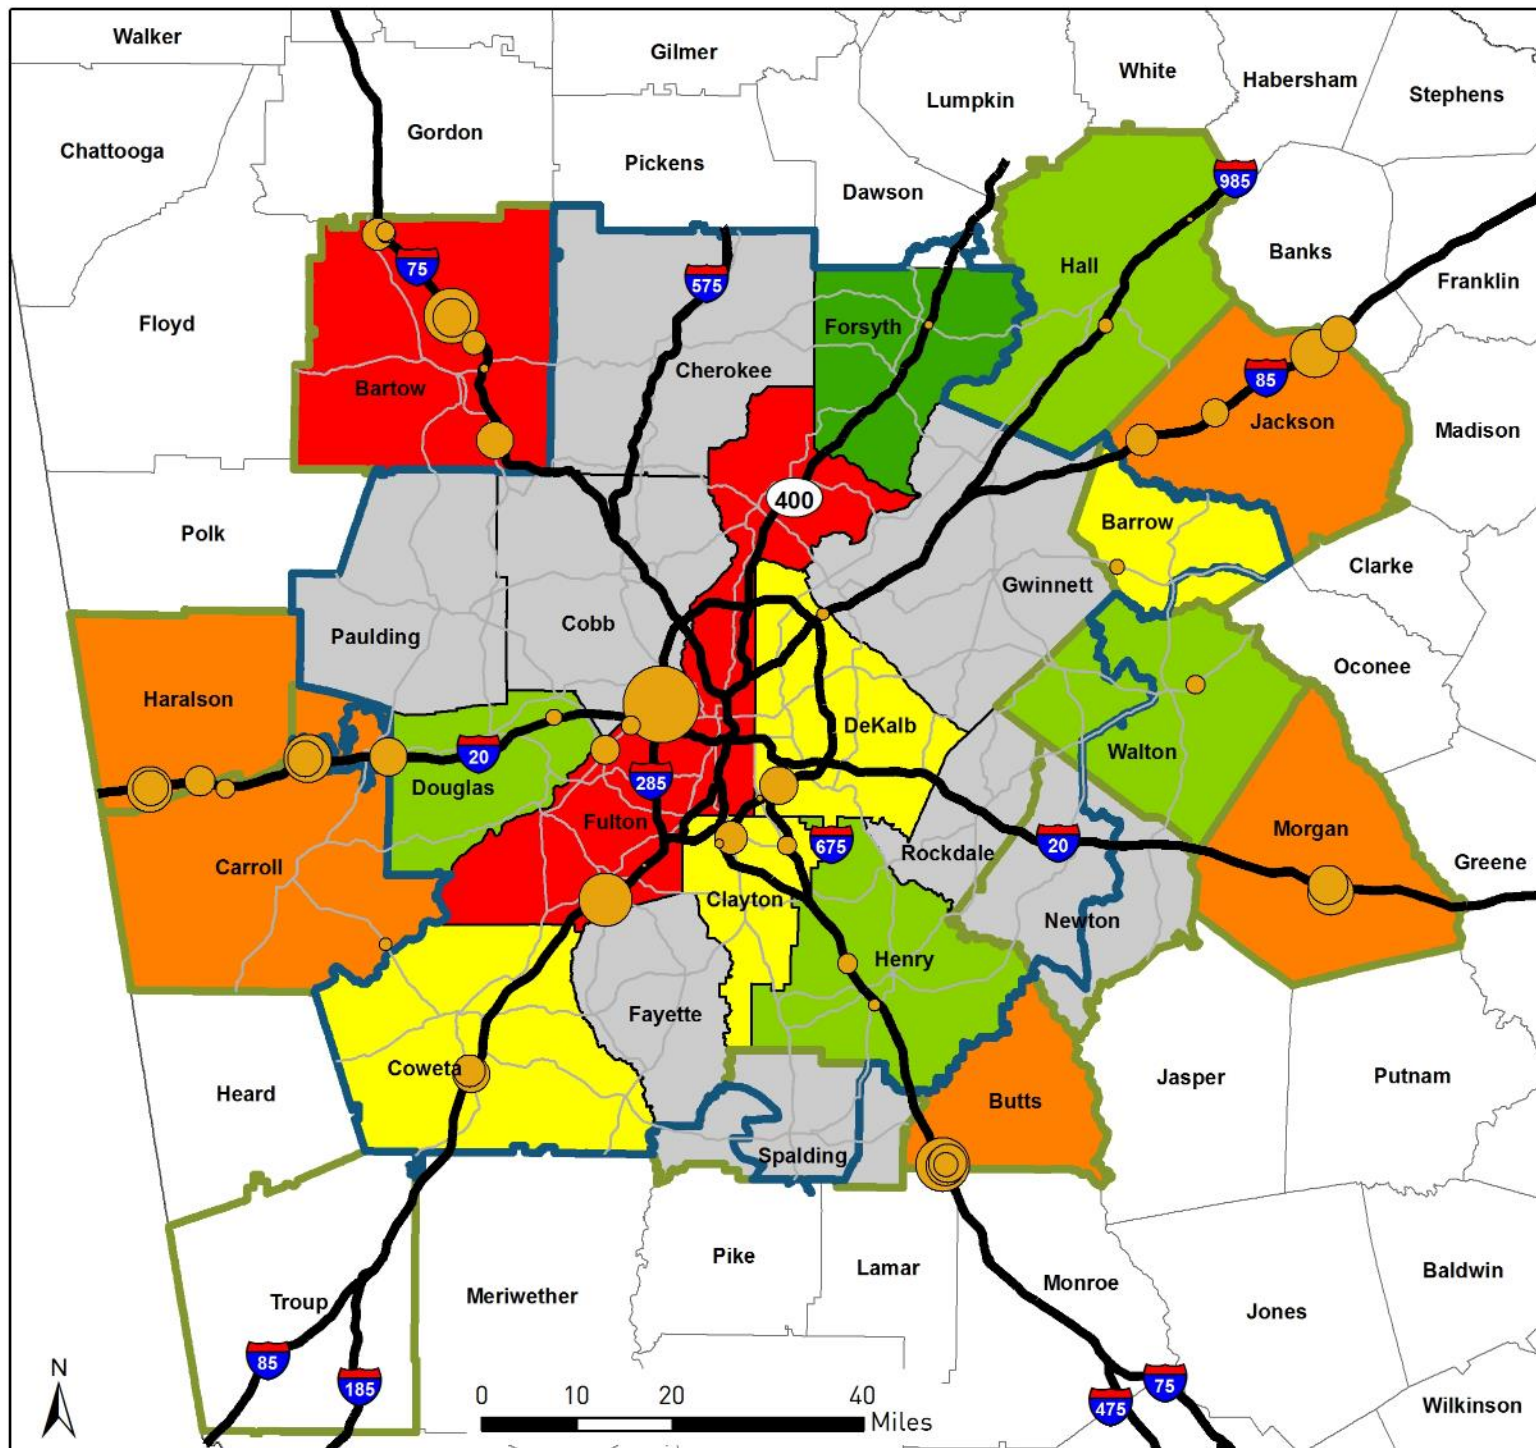 Walker
Gilmer
White
Habersham
Stephens
Lumpkin
Gordon
Chattooga
Pickens
Dawson
985
Banks
Hall
75
575
Franklin
Floyd
Forsyth
Cherokee
85
Bartow
Jackson
Madison
400
Barrow
Polk
Clarke
Gwinnett
Cobb
Paulding
Oconee
Haralson
DeKalb
Walton
20
285
Douglas
Fulton
Morgan
675
20
Rockdale
Greene
Carroll
Clayton
Newton
Henry
Fayette
Coweta
Jasper
Putnam
Heard
Butts
Spalding
Pike
Lamar
Baldwin
Monroe
Meriwether
Troup
Jones
85
N
185
75
475
0
10
20
40
Miles
Wilkinson